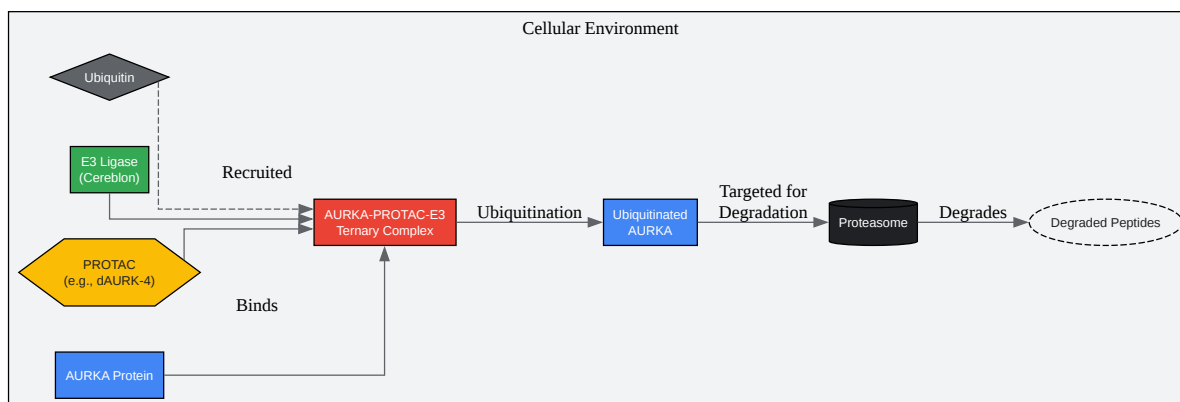 Cellular Environment
Ubiquitin
E3 Ligase
(Cereblon)
Recruited
AURKA-PROTAC-E3
Ternary Complex
Ubiquitination
Ubiquitinated
AURKA
Targeted for
Degradation
Proteasome
Degrades
Degraded Peptides
PROTAC
(e.g., dAURK-4)
Binds
AURKA Protein